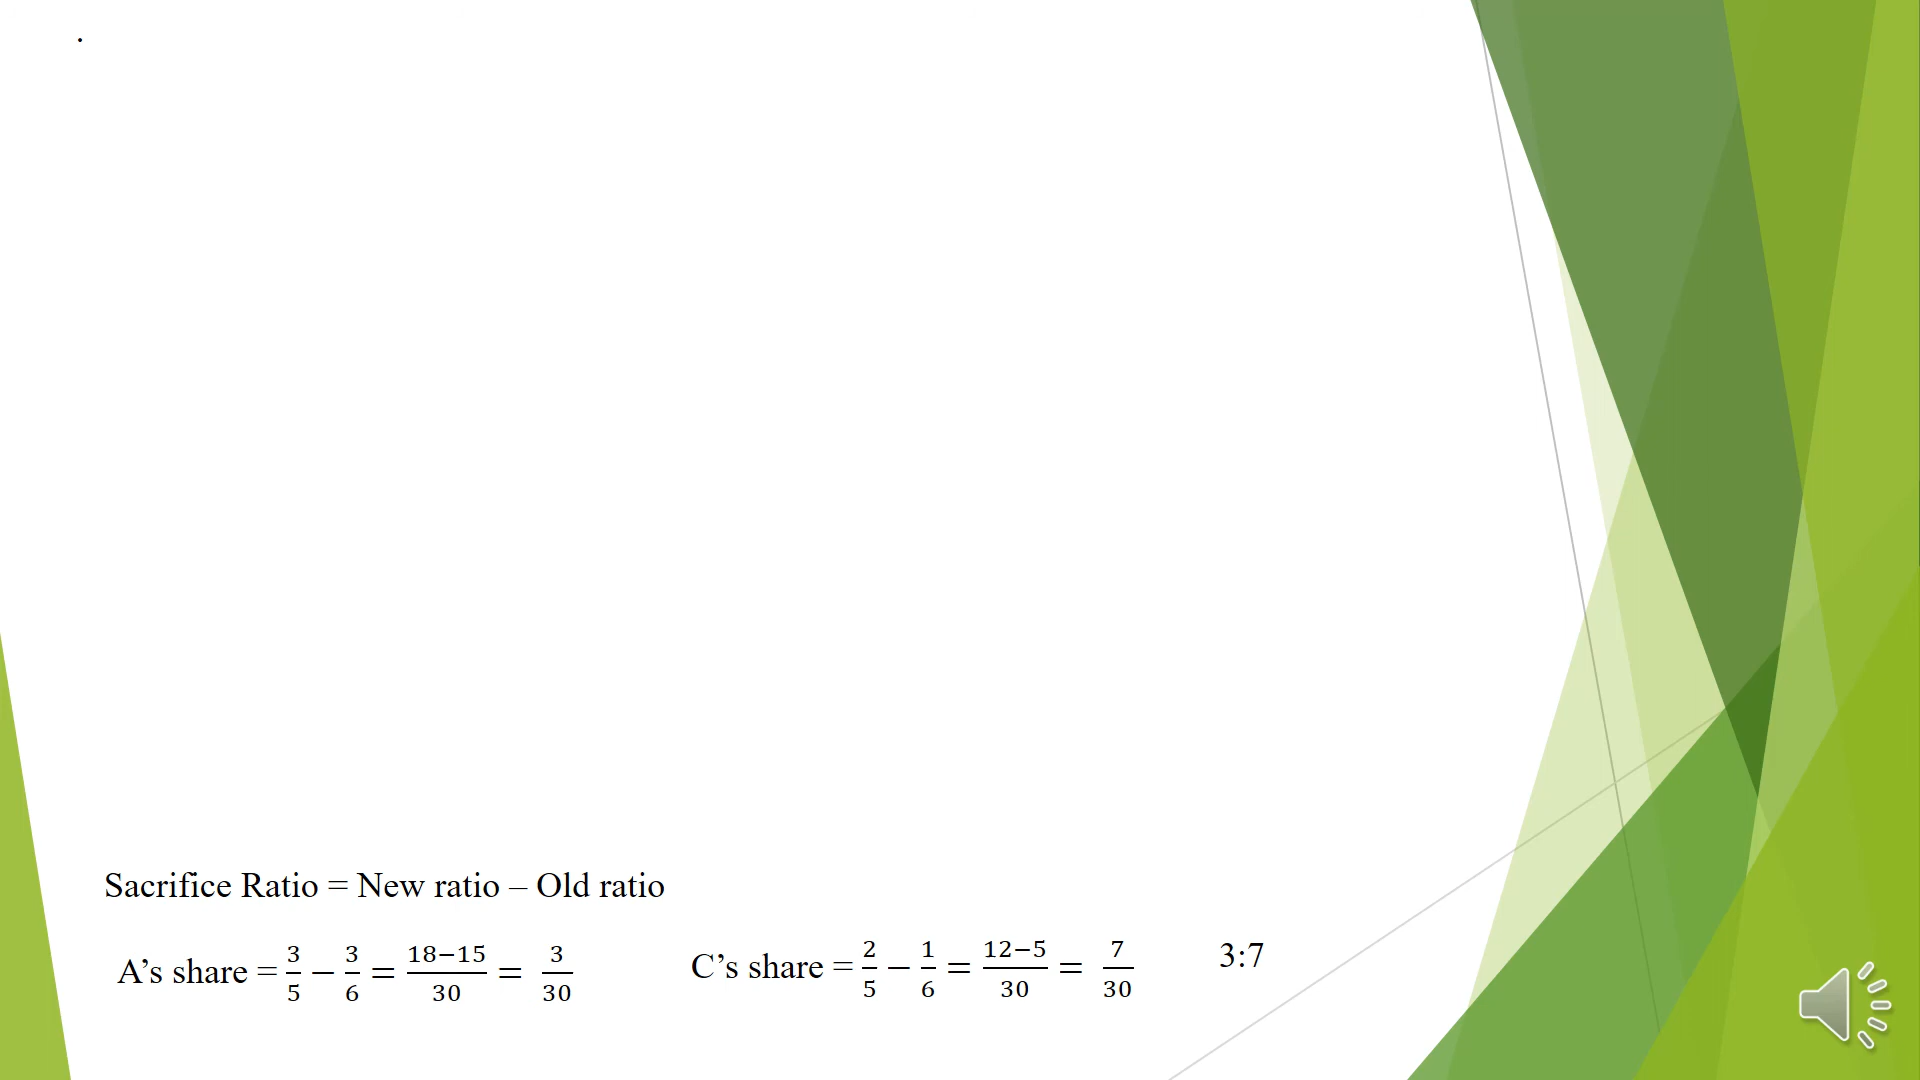 .
Sacrifice Ratio = New ratio – Old ratio
A’s share = 3/5 − 3/6 = 18−15/30 = 3/30 C’s share = 2/5 − 1/6 = 12−5/30 = 7/30 3:7